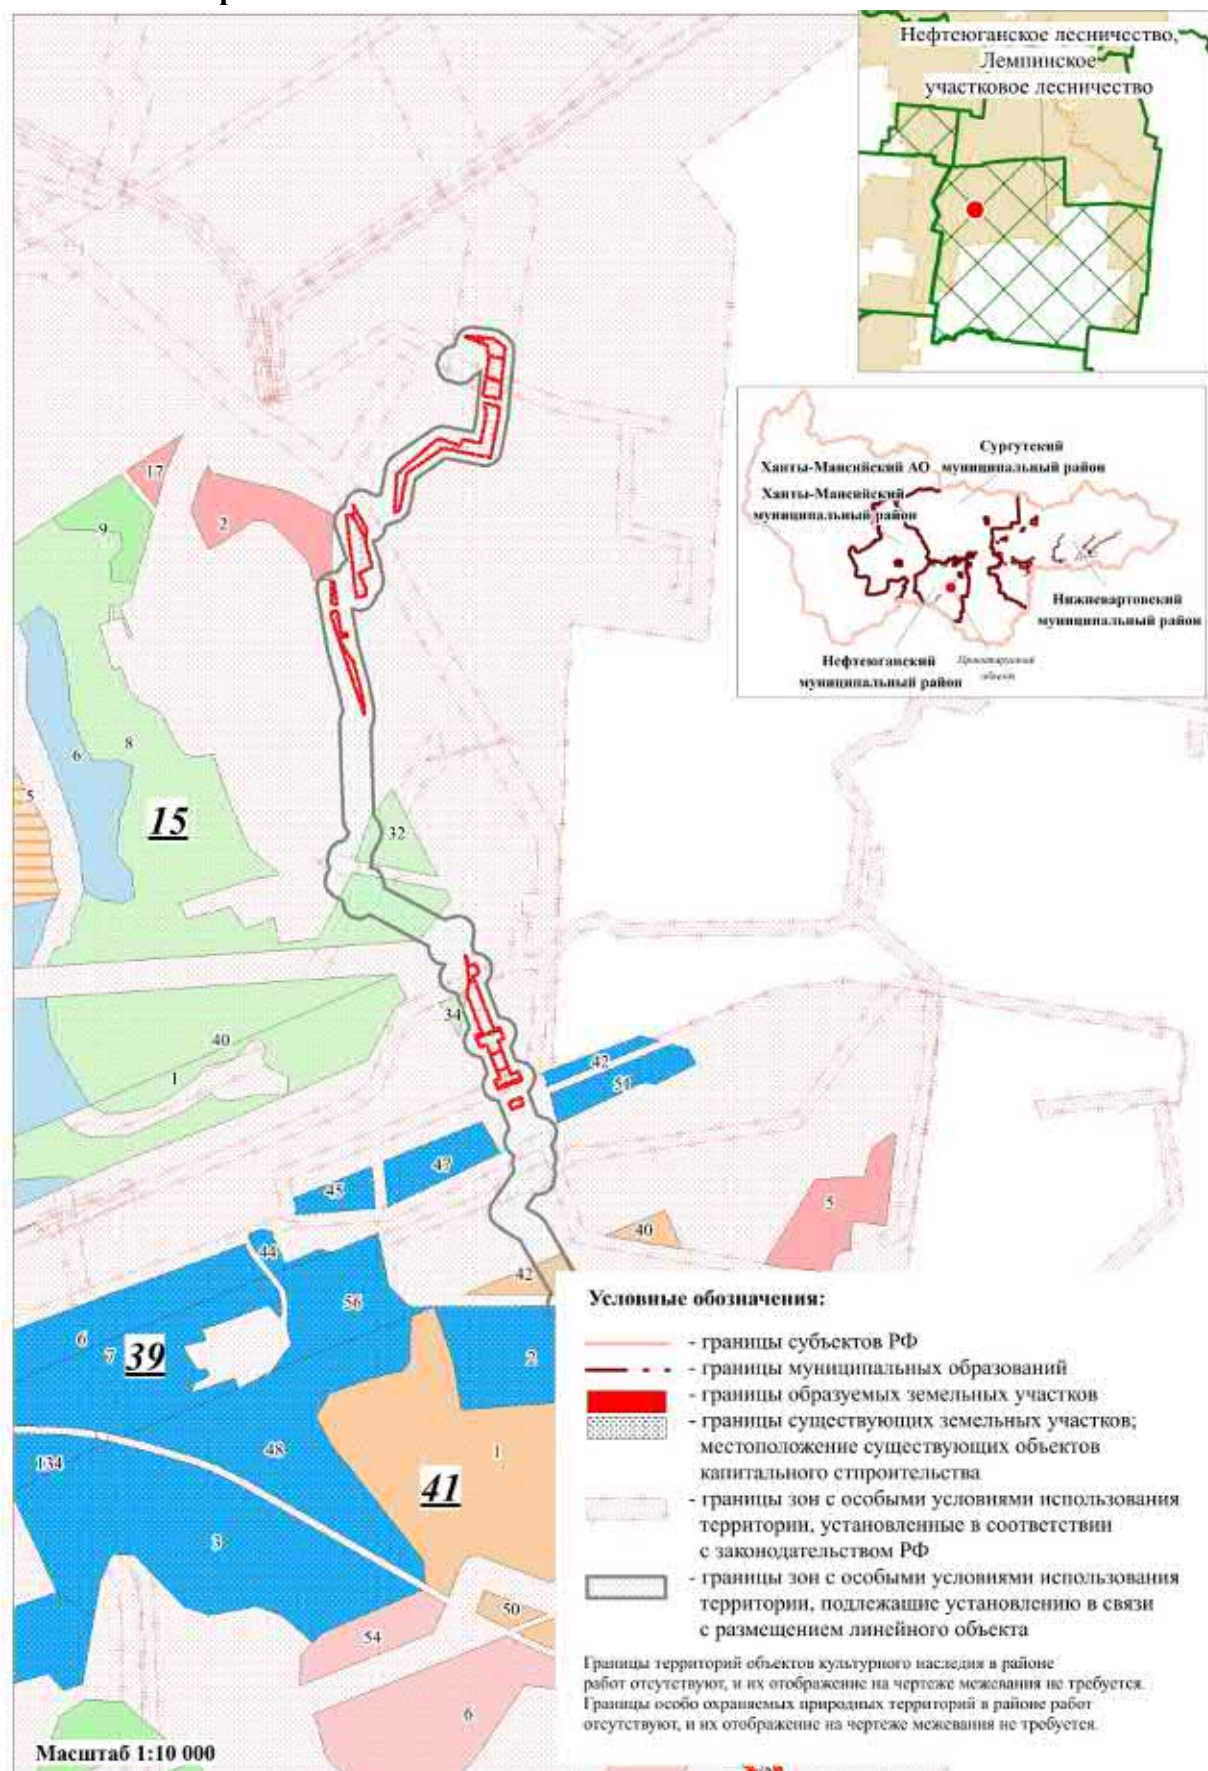 Нефтеюганское лесничество,
Лемпинское
участковое лесничество
Сургутский
муниципальный район
Ханты-Мансийский АО
Ханты-Мансийский
муниципальный район
Нижневартовский
муниципальный район
Нефтеюганский
муниципальный район
Проектируемый
объект
17
2
9
8
6
5
15
32
34
40
1
42
51
47
45
5
40
44
42
56
6
7
39
2
48
1
134
41
3
50
54
6
Условные обозначения:
- границы субъектов РФ
- границы муниципальных образований
- границы образуемых земельных участков
- границы существующих земельных участков;
местоположение существующих объектов
капитального стпроительства
- границы зон с особыми условиями использования
территории, установленные в соответствии
с законодательством РФ
- границы зон с особыми условиями использования
территории, подлежащие установлению в связи
с размещением линейного объекта
Границы территорий объектов культурного наследия в районе
работ отсутствуют, и их отображение на чертеже межевания не требуется.
Границы особо охраняемых природных территорий в районе работ
отсутствуют, и их отображение на чертеже межевания не требуется.
Масштаб 1:10 000